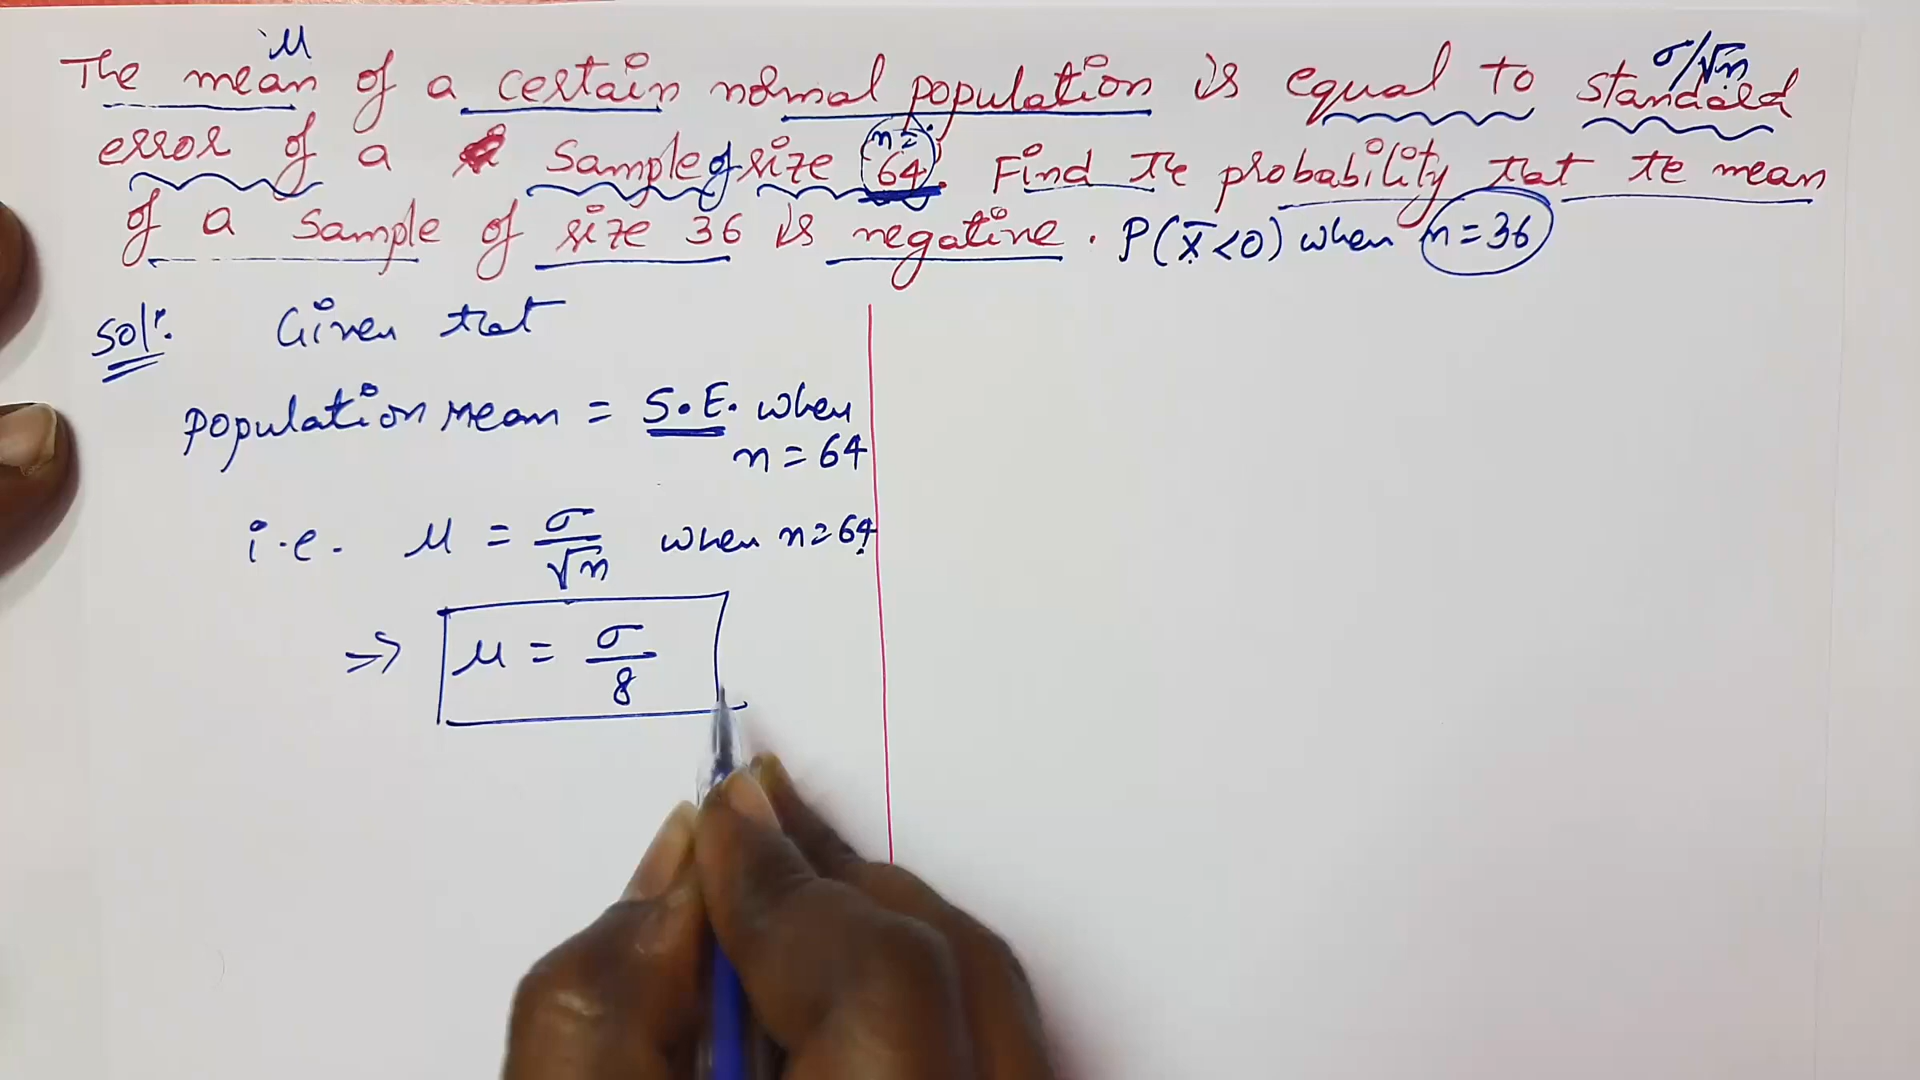 μ σ/√n
The mean of a certain normal population is equal to standard
n =
error of a sample of size 64. Find the probability that te mean
of a sample of size 36 is negative. P(x̄<0) when n=36
Sol: Given that
population mean = S.E. when
n = 64
i.e. μ = σ/√n when n=64
⇒ μ = σ/8